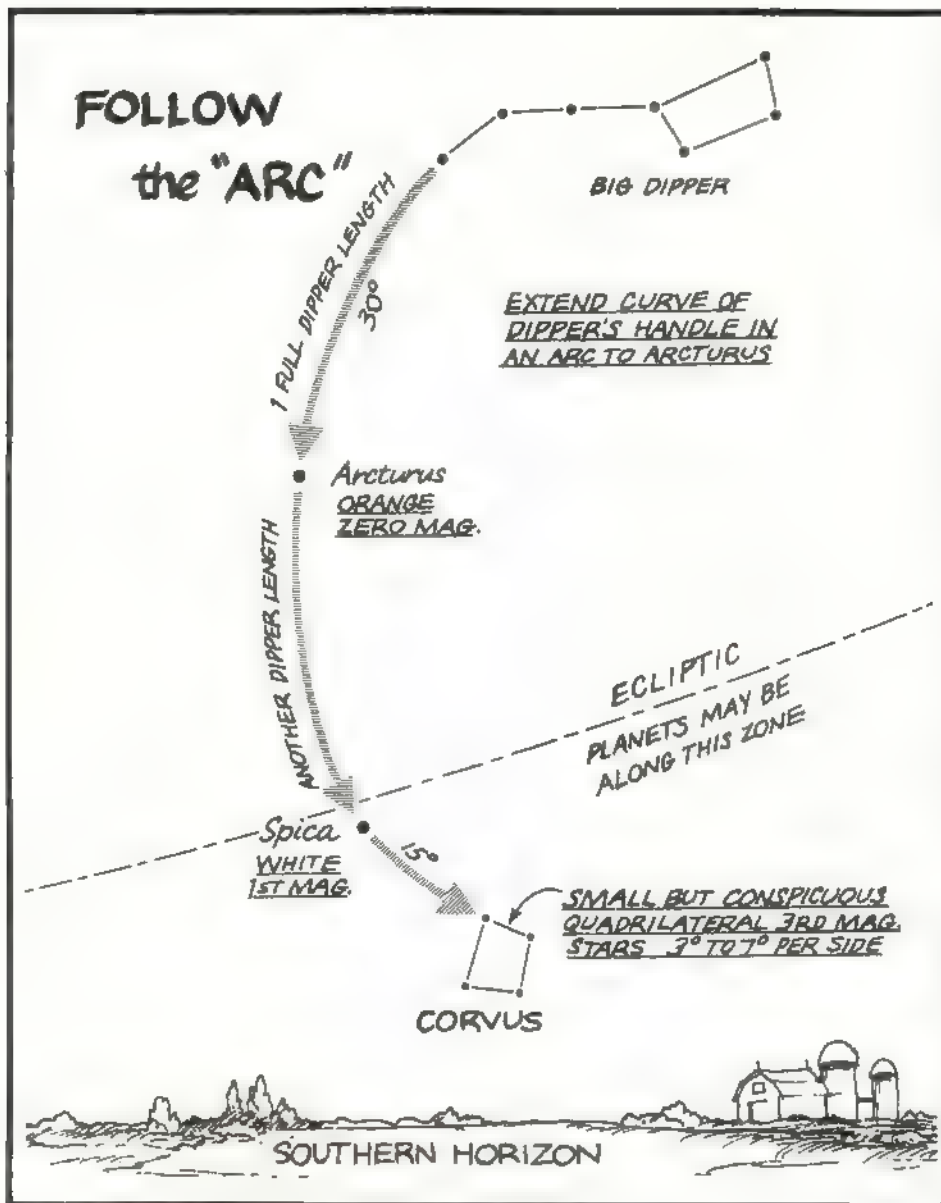 FOLLOW
the "ARC"
BIG DIPPER
1 FULL DIPPER LENGTH
30°
EXTEND CURVE OF
DIPPER'S HANDLE IN
AN ARC TO ARCTURUS
Arcturus
ORANGE
ZERO MAG.
ANOTHER DIPPER LENGTH
ECLIPTIC
PLANETS MAY BE
ALONG THIS ZONE
Spica
WHITE
1ST MAG.
15°
SMALL BUT CONSPICUOUS
QUADRILATERAL 3RD MAG.
STARS 3° TO 7° PER SIDE
CORVUS
SOUTHERN HORIZON